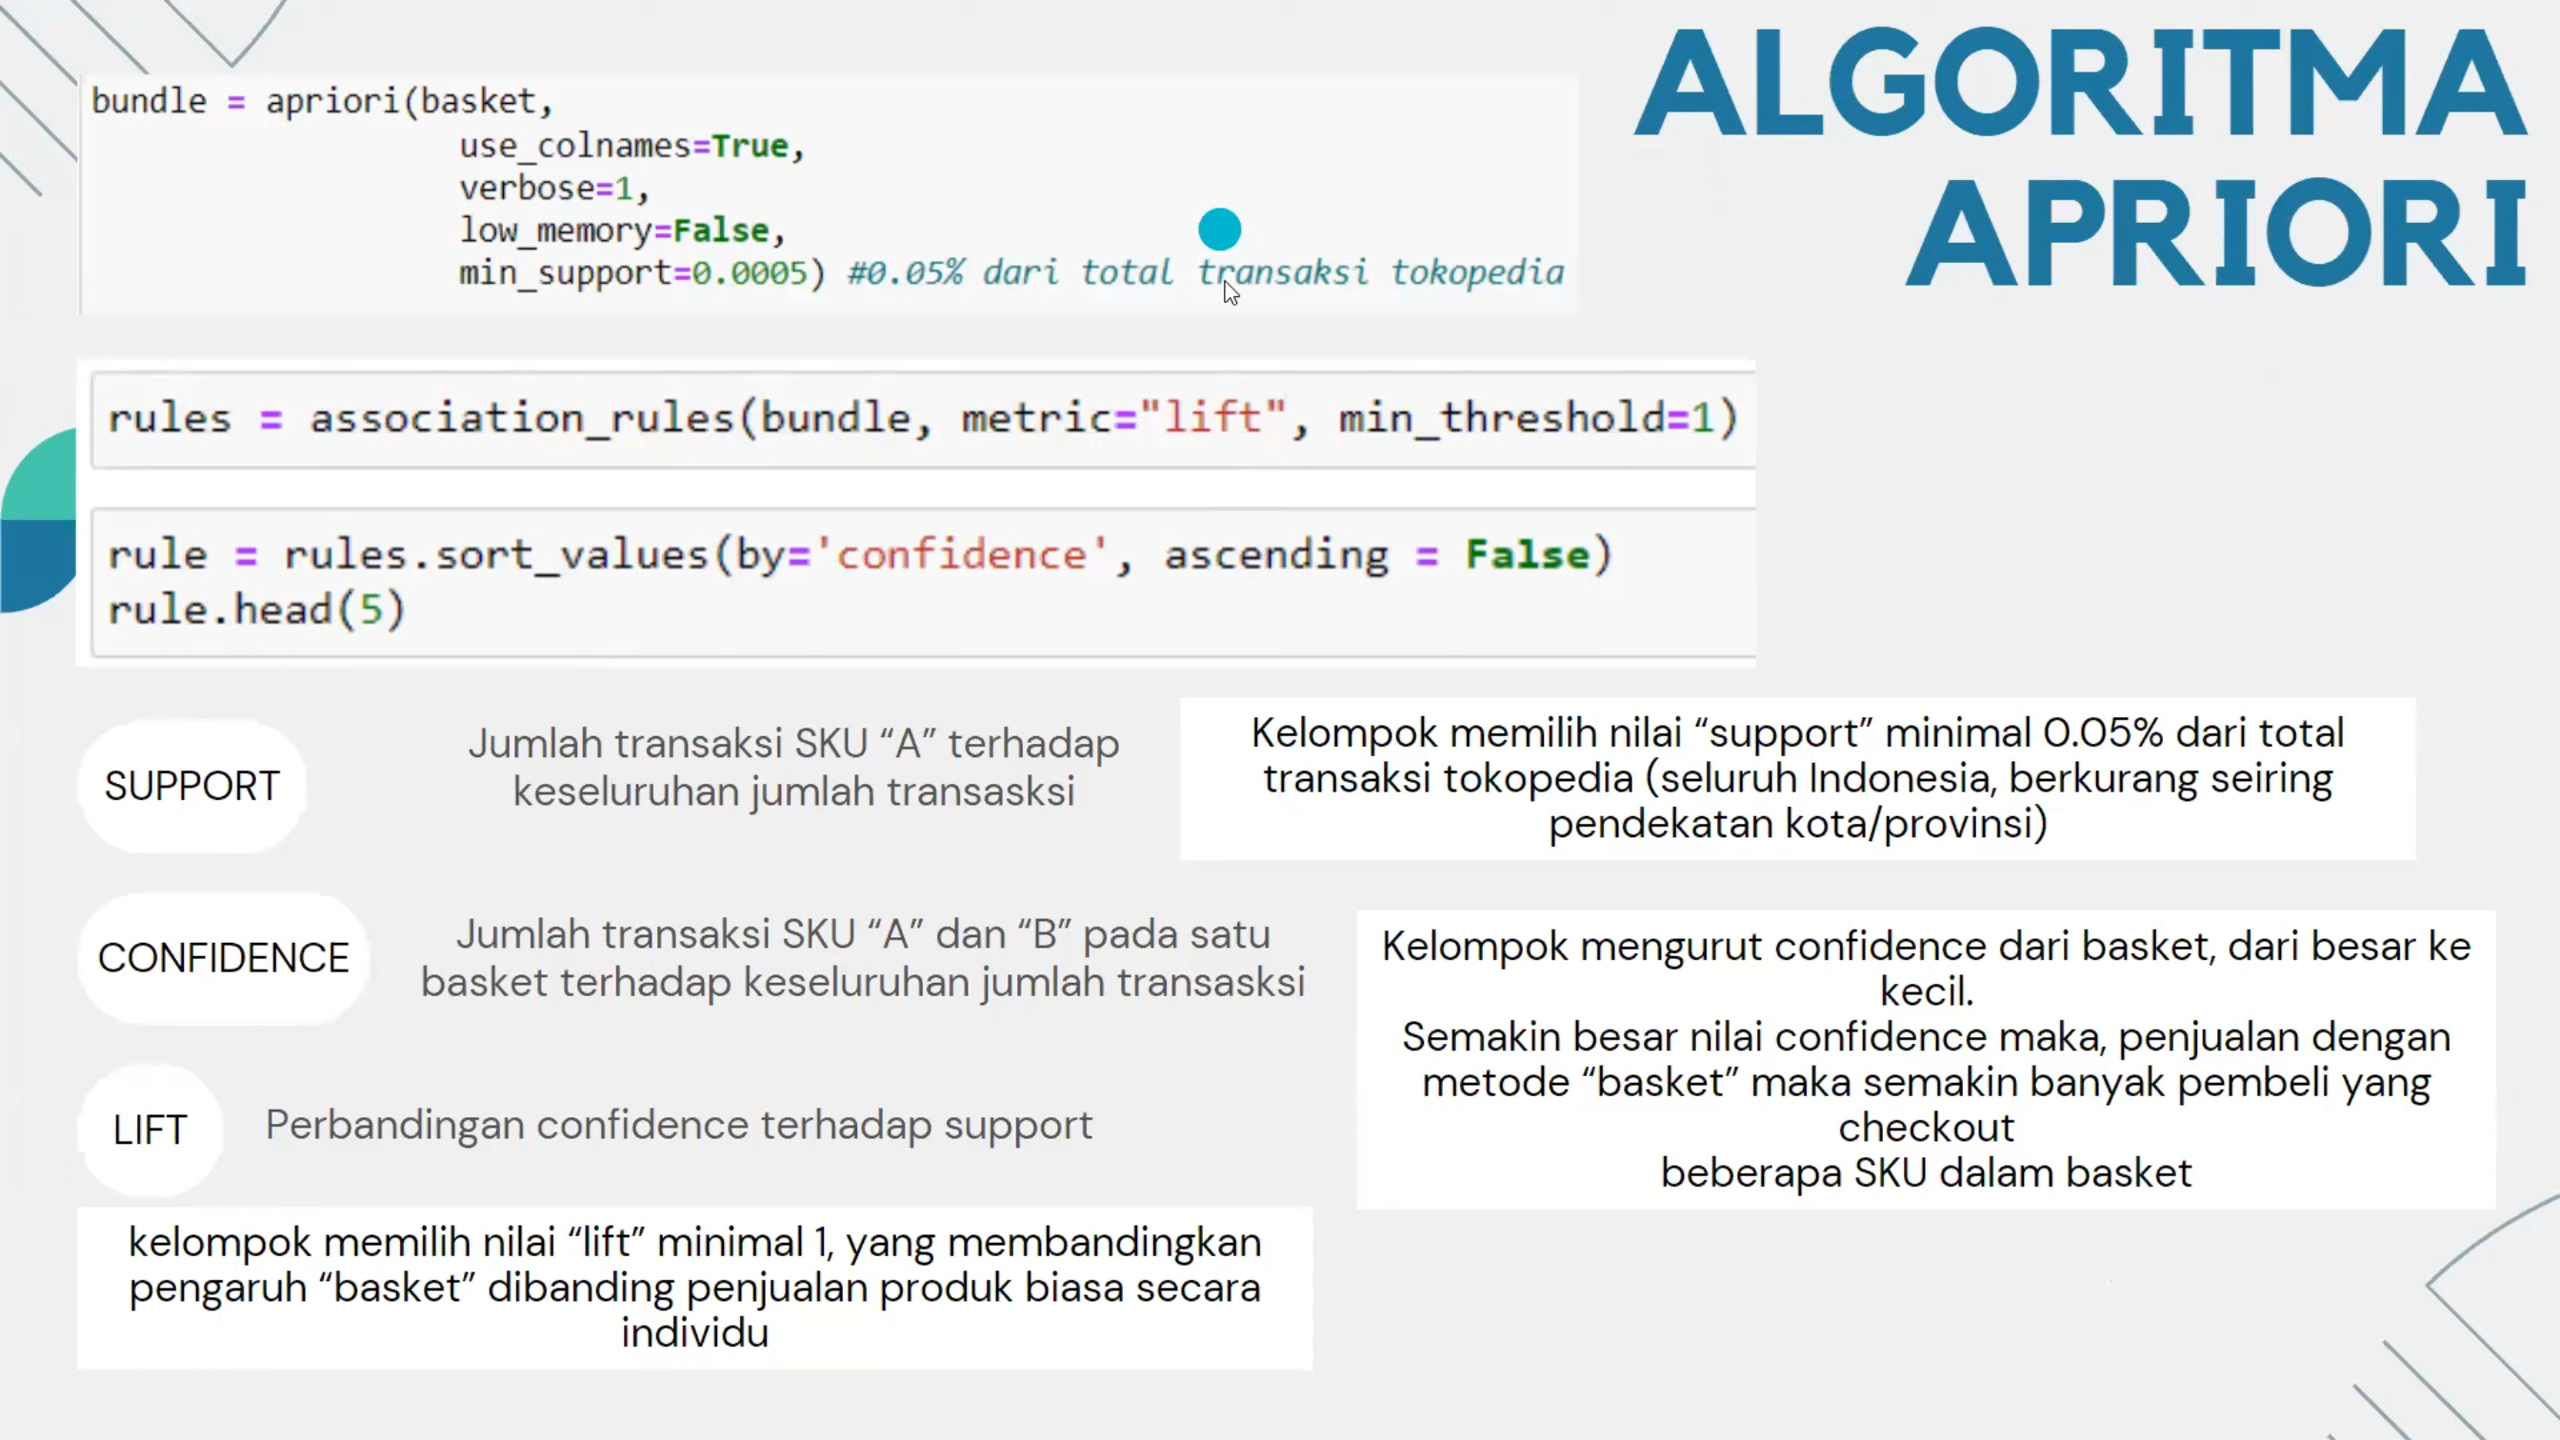 ALGORITMA
APRIORI
bundle = apriori(basket,
use_colnames=True,
verbose=1,
low_memory=False,
min_support=0.0005) #0.05% dari total transaksi tokopedia
rules = association_rules(bundle, metric="lift", min_threshold=1)
rule = rules.sort_values(by='confidence', ascending = False)
rule.head(5)
SUPPORT
Jumlah transaksi SKU “A” terhadap
keseluruhan jumlah transasksi
Kelompok memilih nilai “support” minimal 0.05% dari total
transaksi tokopedia (seluruh Indonesia, berkurang seiring
pendekatan kota/provinsi)
CONFIDENCE
Jumlah transaksi SKU “A” dan “B” pada satu
basket terhadap keseluruhan jumlah transasksi
Kelompok mengurut confidence dari basket, dari besar ke
kecil.
Semakin besar nilai confidence maka, penjualan dengan
metode “basket” maka semakin banyak pembeli yang
checkout
beberapa SKU dalam basket
LIFT
Perbandingan confidence terhadap support
kelompok memilih nilai “lift” minimal 1, yang membandingkan
pengaruh “basket” dibanding penjualan produk biasa secara
individu